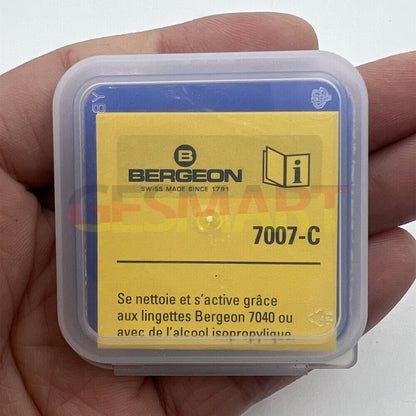 B
BERGEON
SWISS MADE SINCE 1791
i
GESMART
7007-C
Se nettoie et s'active grâce
aux lingettes Bergeon 7040 ou
avec de l'alcool isopropylique